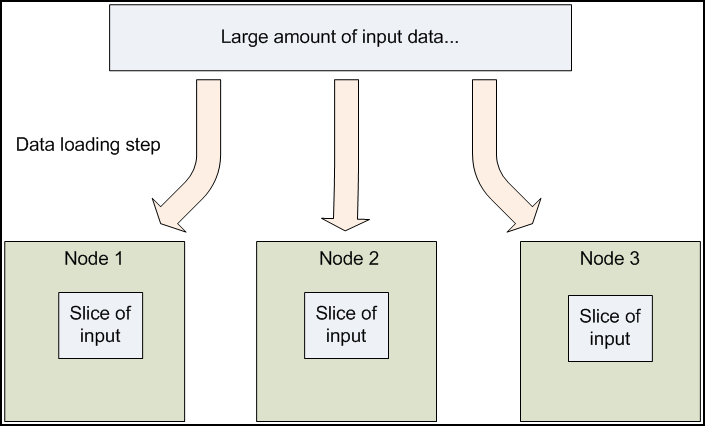 Large amount of input data...
Data loading step
Node 1
Node 2
Node 3
Slice of
input
Slice of
input
Slice of
input